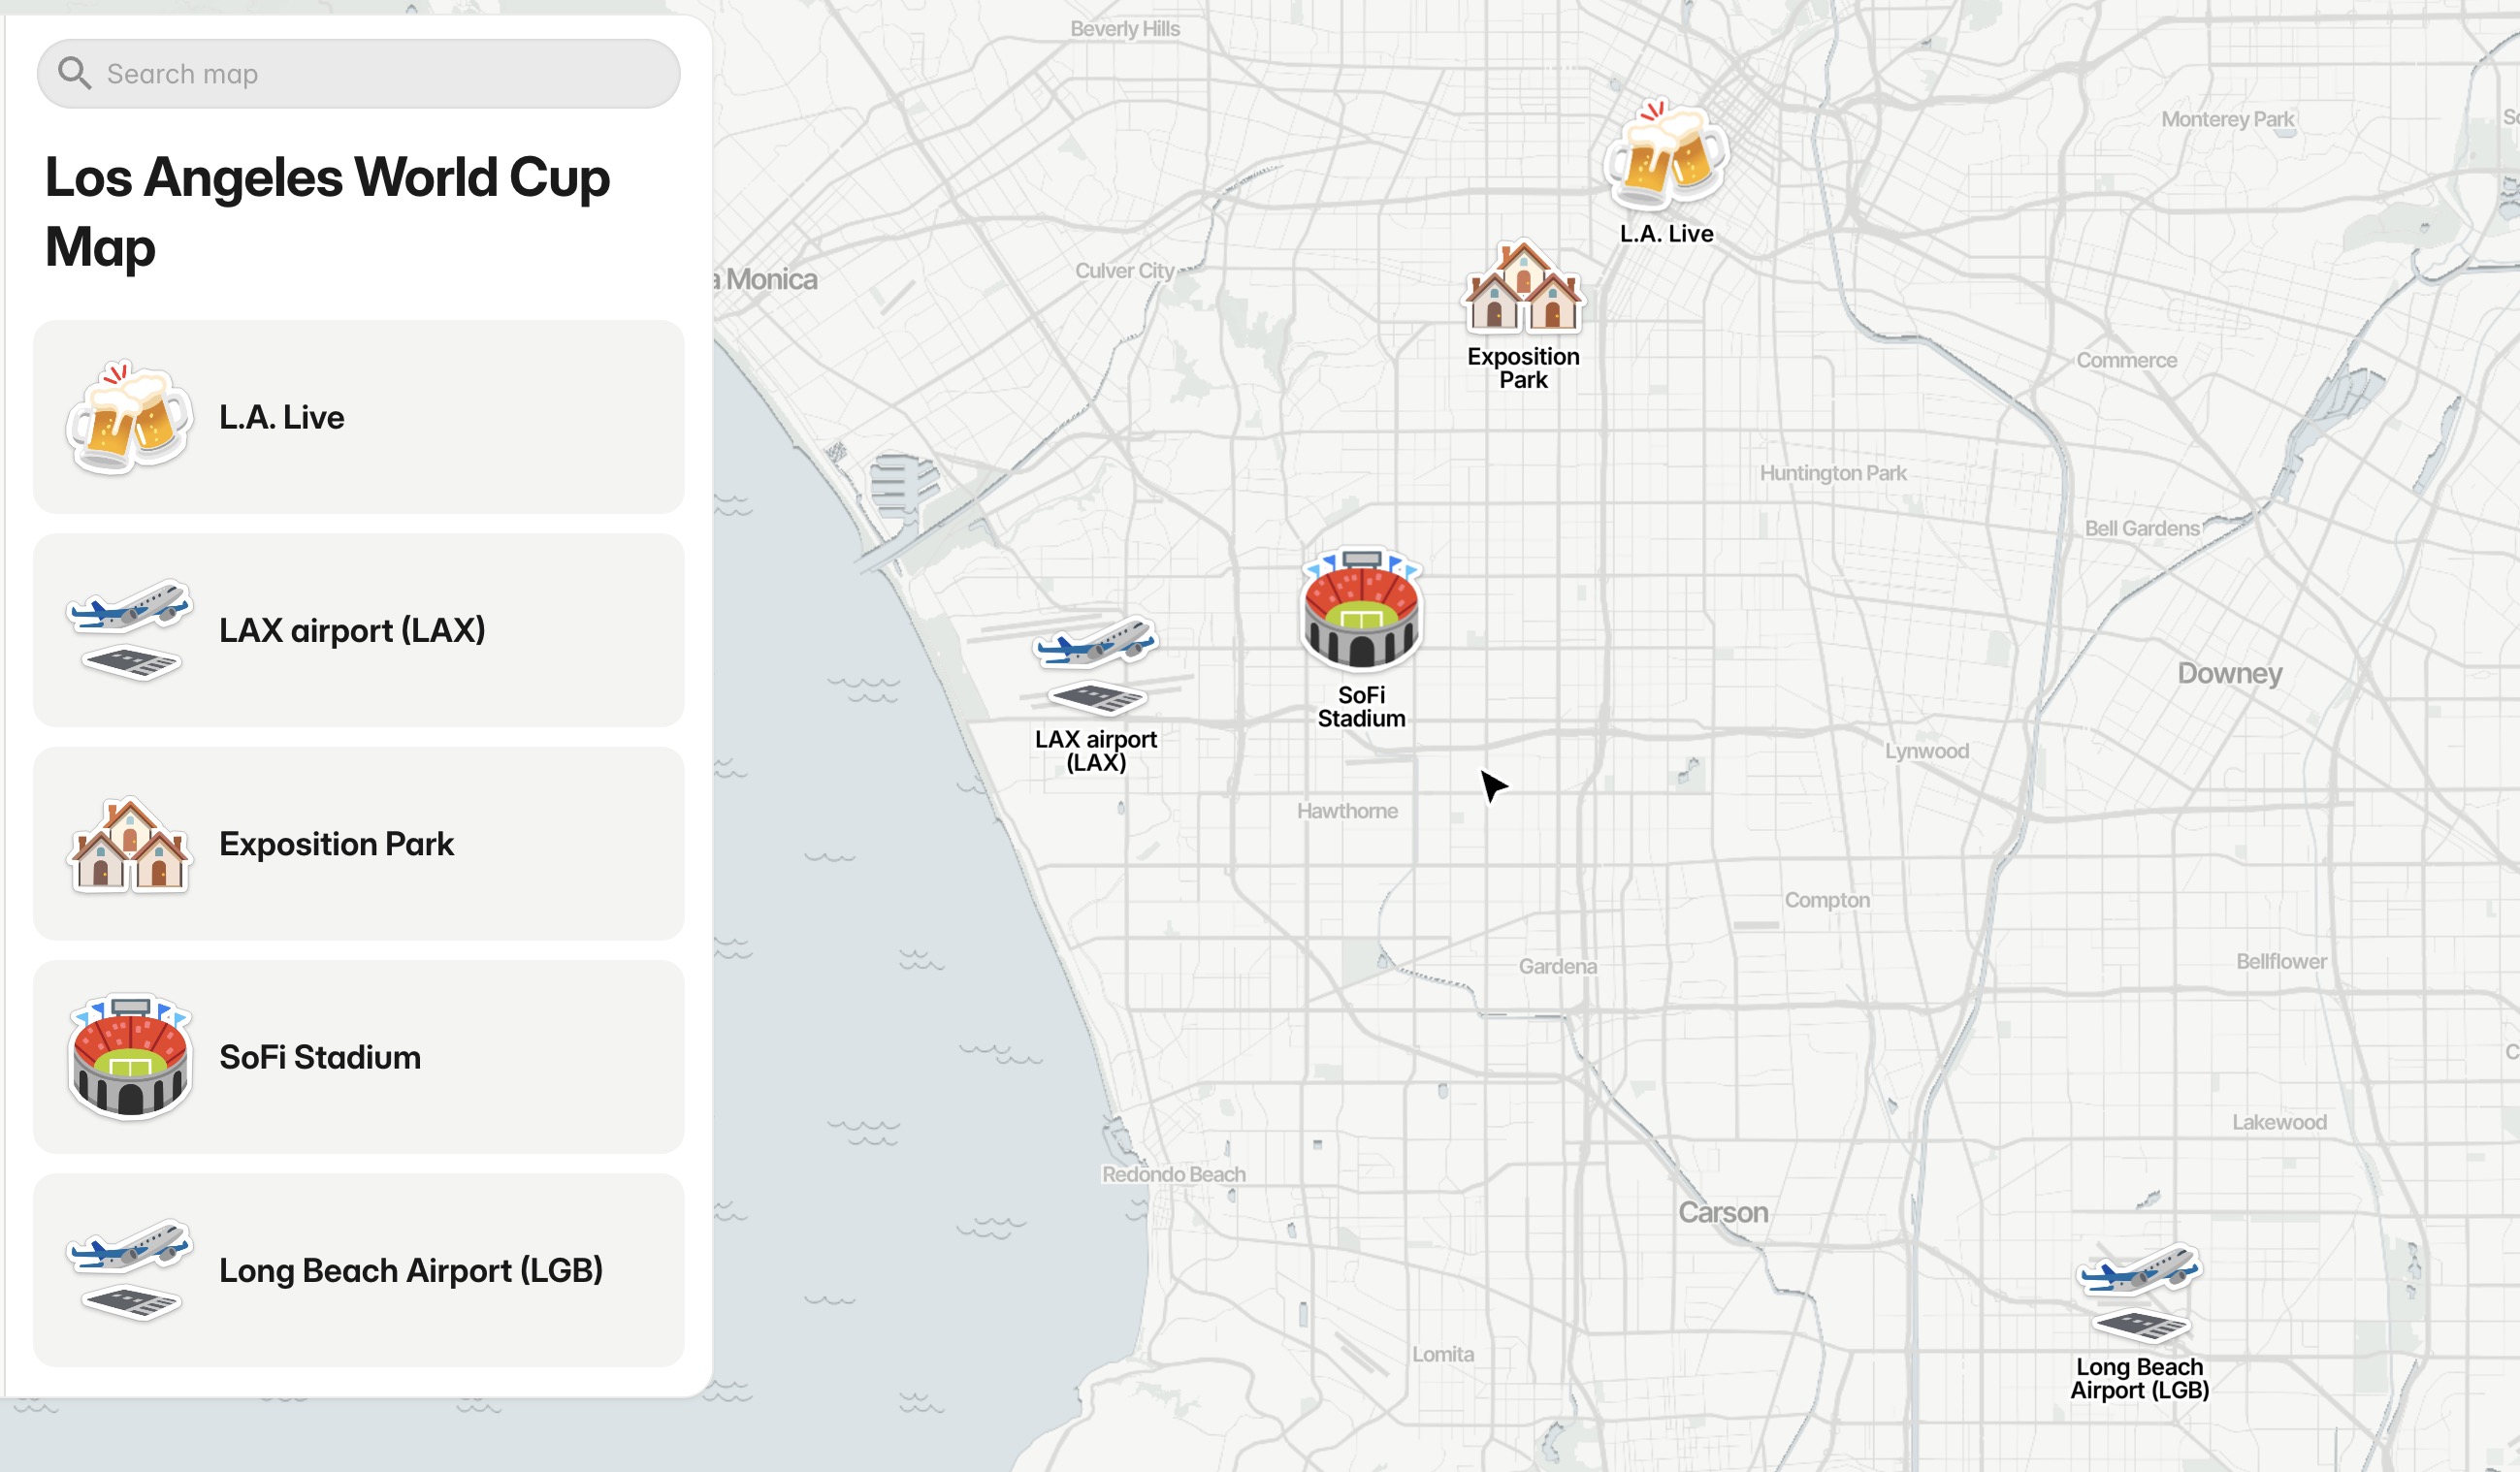 Search map
Los Angeles World Cup
Map
L.A. Live
LAX airport (LAX)
Exposition Park
SoFi Stadium
Long Beach Airport (LGB)
Beverly Hills
Monterey Park
L.A. Live
Culver City
a Monica
Exposition
Park
Commerce
Huntington Park
Bell Gardens
SoFi
Stadium
Downey
LAX airport
(LAX)
Lynwood
Hawthorne
Compton
Gardena
Bellflower
Lakewood
Redondo Beach
Carson
Lomita
Long Beach
Airport (LGB)